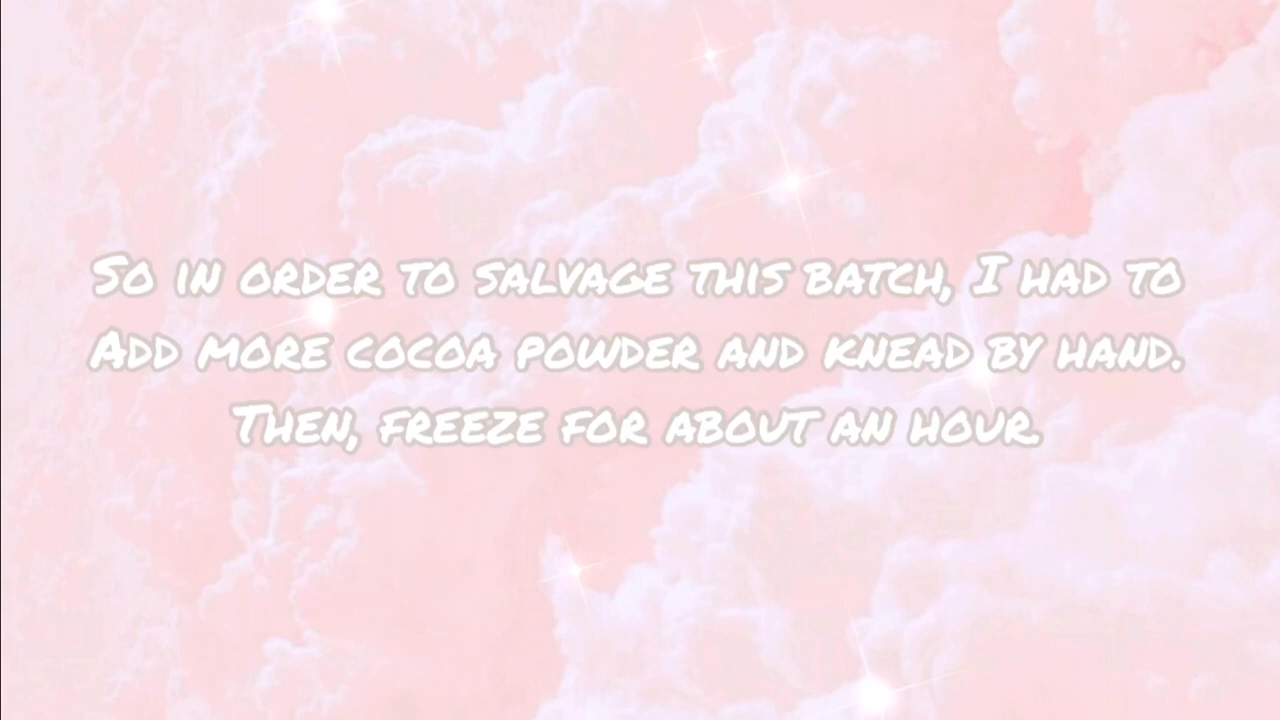 So in order to salvage this batch, I had to
Add more cocoa powder and knead by hand.
Then, freeze for about an hour.